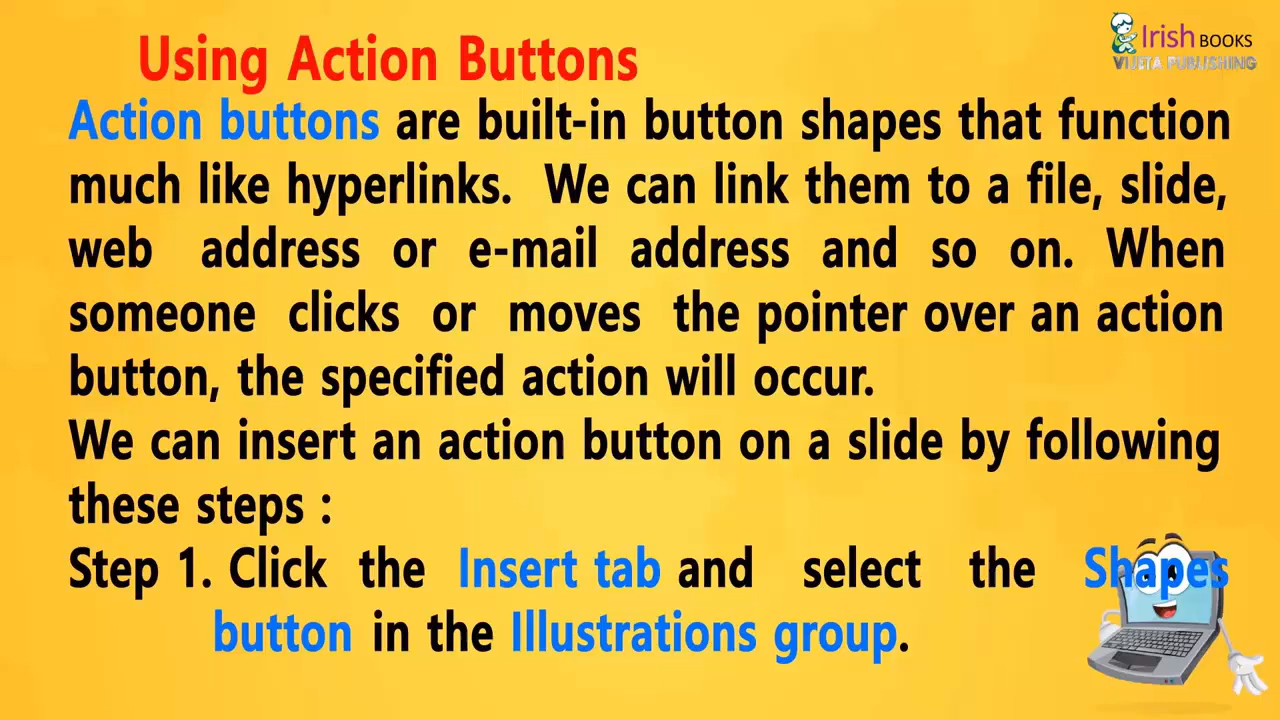 Irish BOOKS
VIJETA PUBLISHING
Using Action Buttons
Action buttons are built-in button shapes that function
much like hyperlinks. We can link them to a file, slide,
web address or e-mail address and so on. When
someone clicks or moves the pointer over an action
button, the specified action will occur.
We can insert an action button on a slide by following
these steps :
Step 1. Click the Insert tab and select the Shapes
button in the Illustrations group.